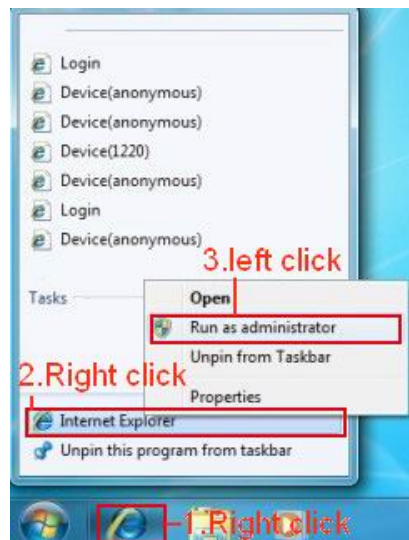 Login
Device(anonymous)
Device(anonymous)
Device(1220)
Device(anonymous)
Login
Device(anonymous)
3.left click
Tasks
Open
Run as administrator
Unpin from Taskbar
2.Right click
Properties
Internet Explorer
Unpin this program from taskbar
1.Right click